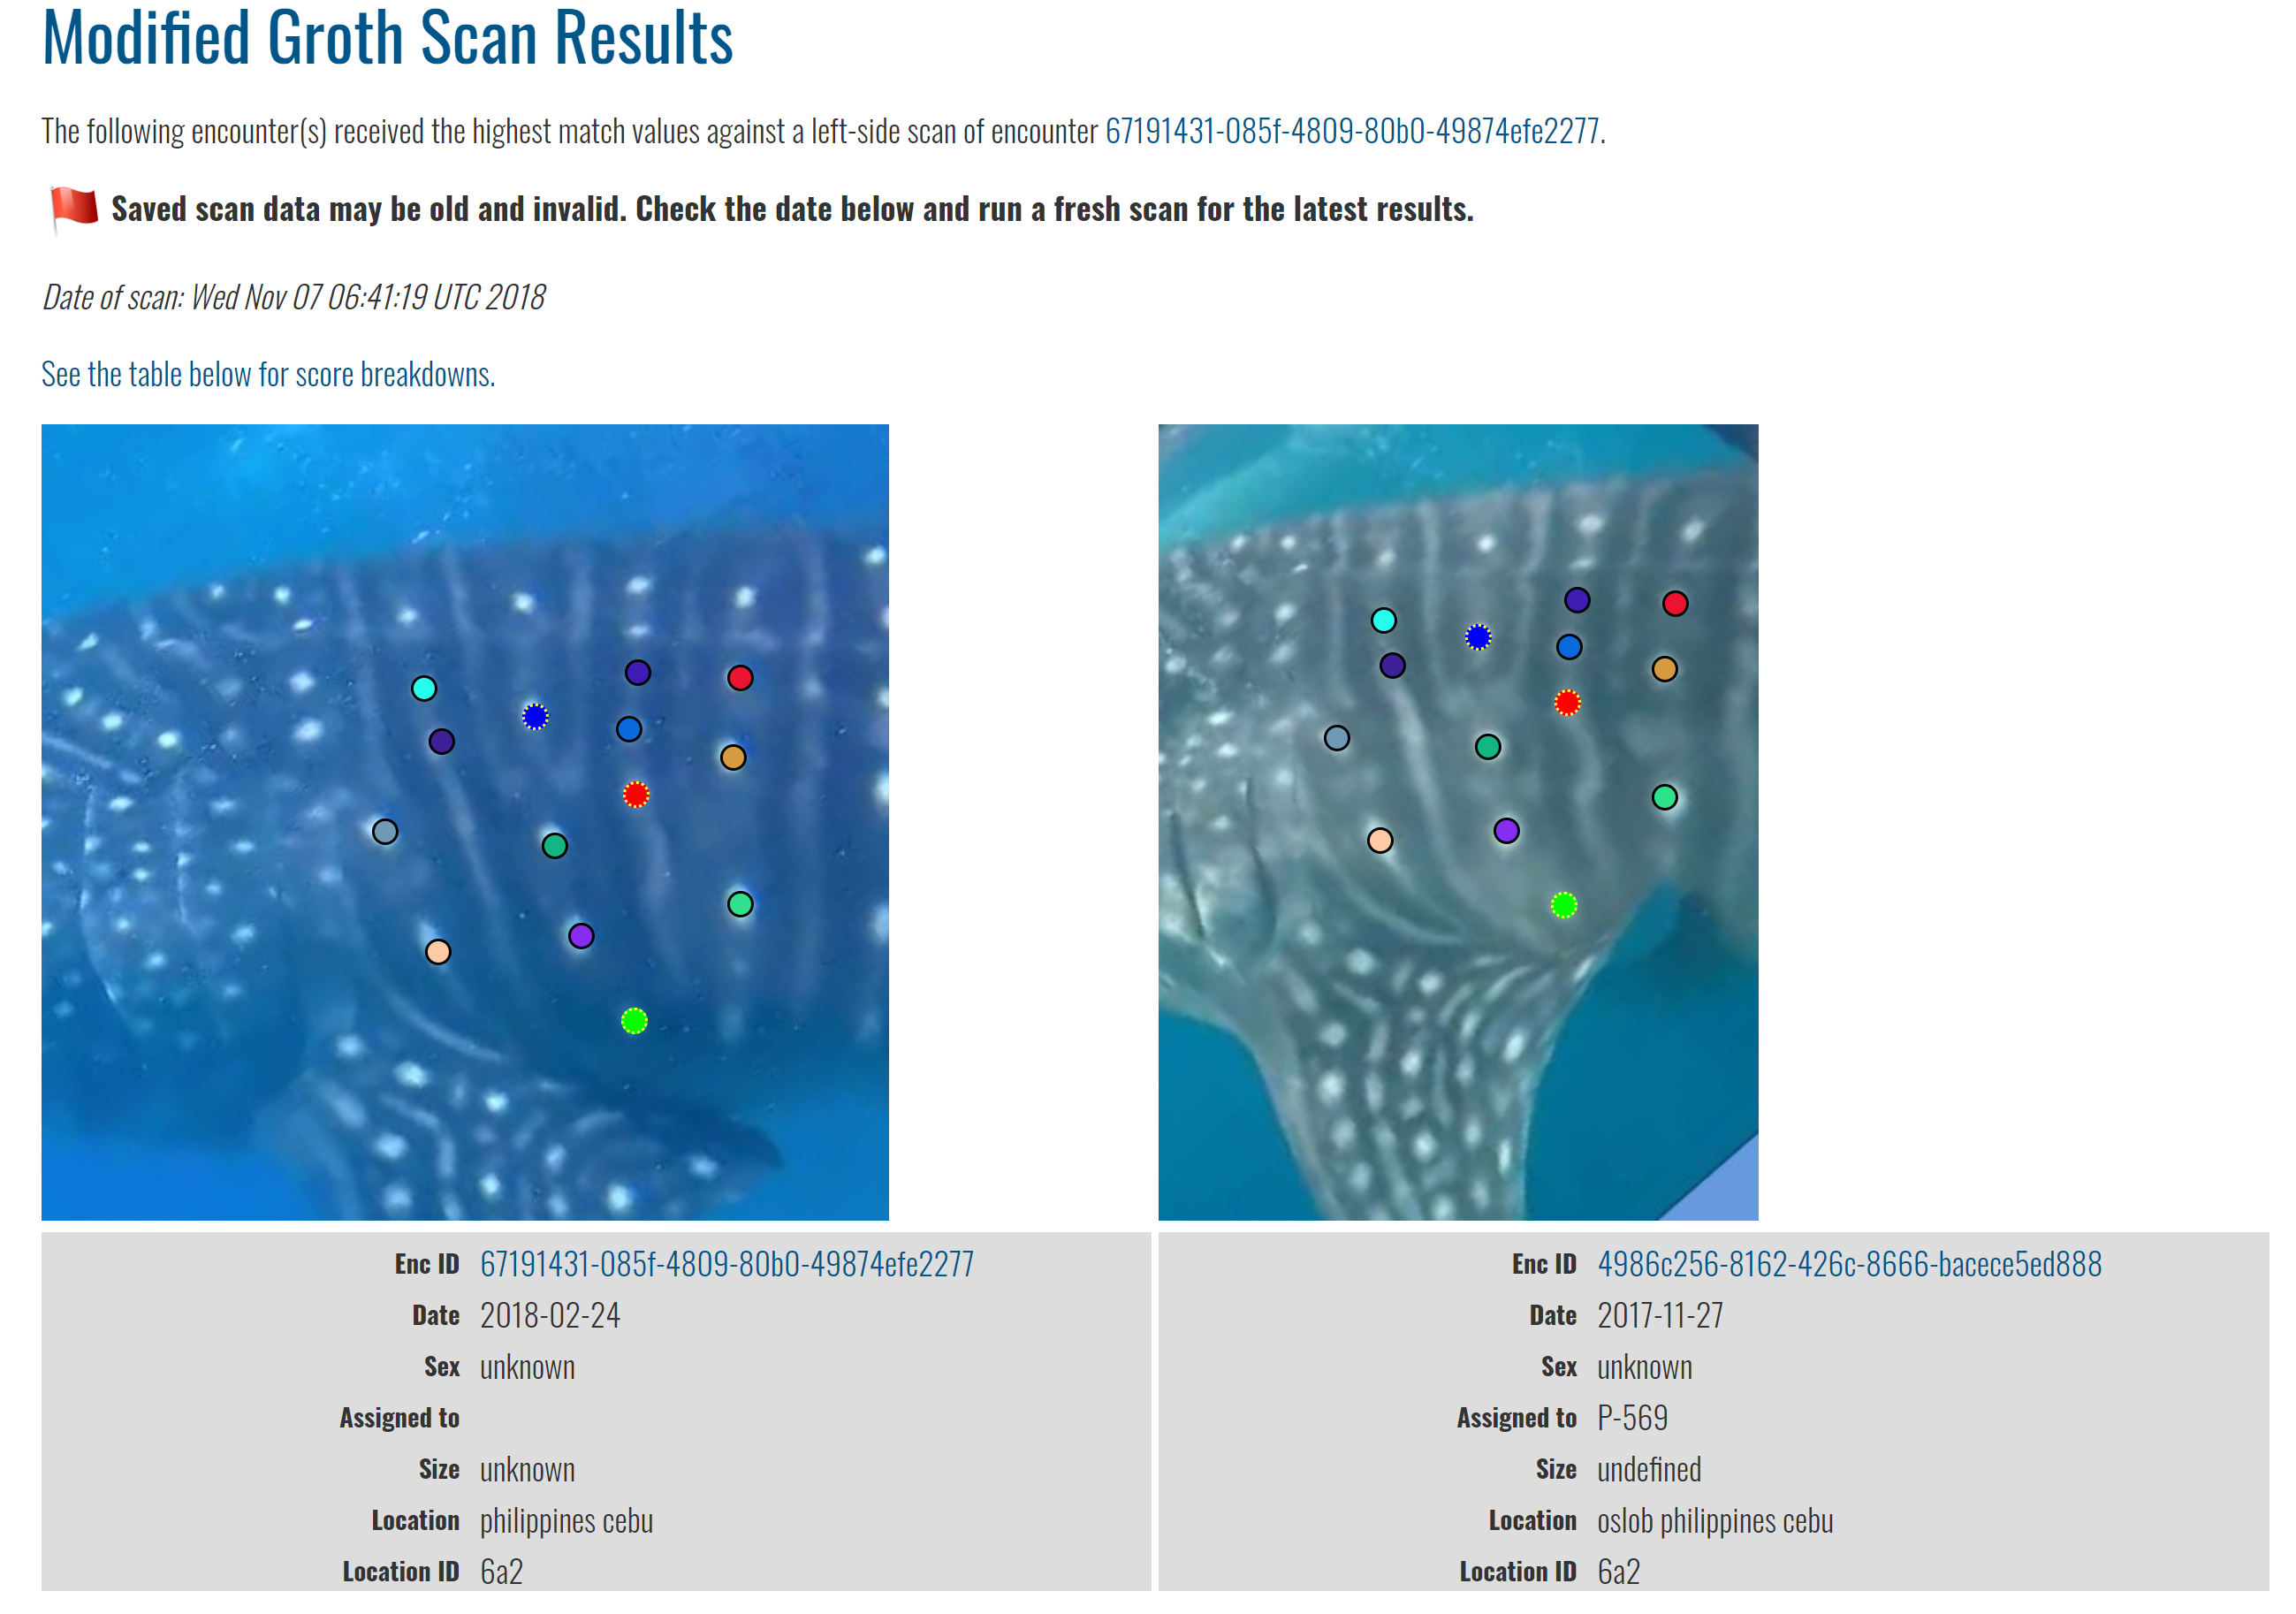 Modified Groth Scan Results
The following encounter(s) received the highest match values against a left-side scan of encounter 67191431-085f-4809-80b0-49874efe2277.
Saved scan data may be old and invalid. Check the date below and run a fresh scan for the latest results.
Date of scan: Wed Nov 07 06:41:19 UTC 2018
See the table below for score breakdowns.
Enc ID 67191431-085f-4809-80b0-49874efe2277
Date 2018-02-24
Sex unknown
Assigned to
Size unknown
Location philippines cebu
Location ID 6a2
Enc ID 4986c256-8162-426c-8666-bacece5ed888
Date 2017-11-27
Sex unknown
Assigned to P-569
Size undefined
Location oslob philippines cebu
Location ID 6a2